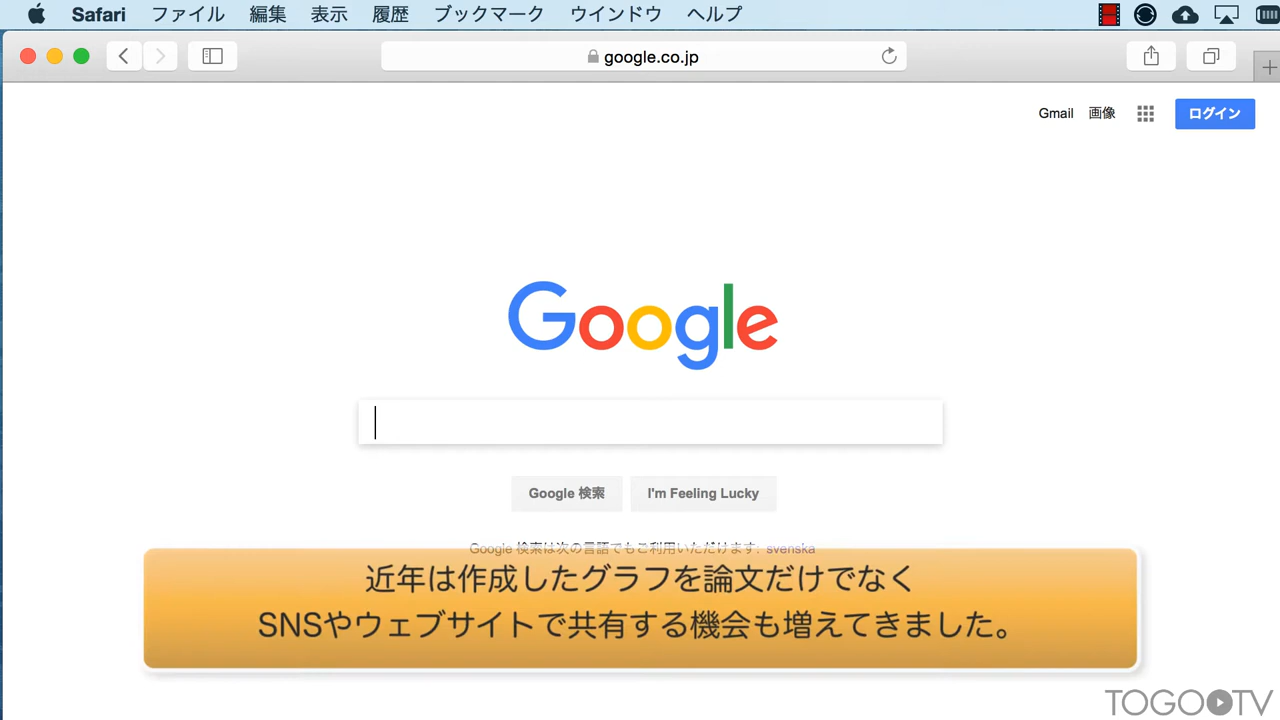 Safari ファイル 編集 表示 履歴 ブックマーク ウインドウ ヘルプ
google.co.jp
Gmail 画像 ログイン
Google
Google 検索 I'm Feeling Lucky
Google 検索は次の言語でもご利用いただけます: svenska
近年は作成したグラフを論文だけでなく
SNSやウェブサイトで共有する機会も増えてきました。
TOGO TV